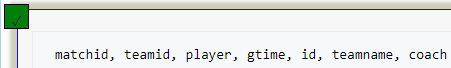 ✓
matchid, teamid, player, gtime, id, teamname, coach